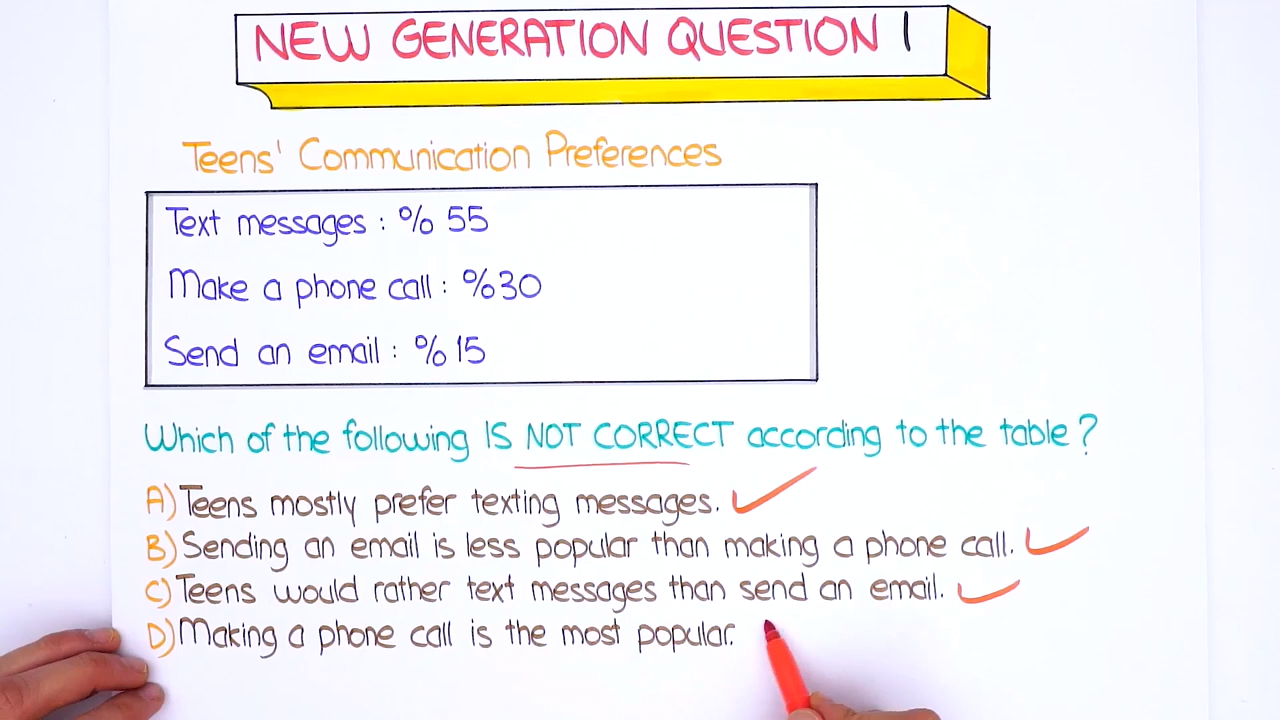 NEW GENERATION QUESTION 1
Teens' Communication Preferences
Text messages : % 55
Make a phone call : %30
Send an email : % 15
Which of the following IS NOT CORRECT according to the table ?
A) Teens mostly prefer texting messages.
B) Sending an email is less popular than making a phone call.
C) Teens would rather text messages than send an email.
D) Making a phone call is the most popular.